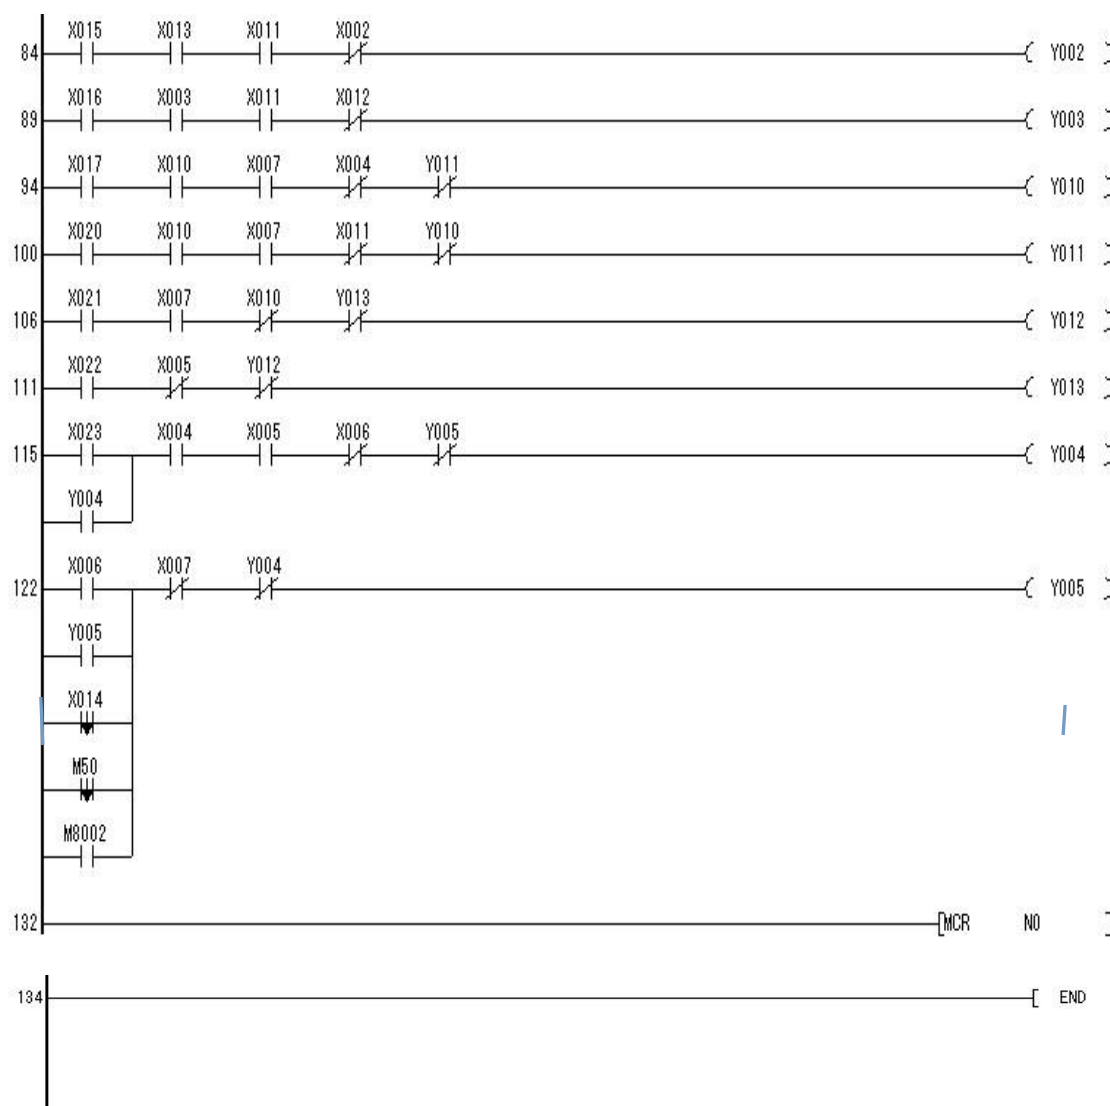 X015 X013 X011 X002
84 Y002
X016 X003 X011 X012
89 Y003
X017 X010 X007 X004 Y011
94 Y010
X020 X010 X007 X011 Y010
100 Y011
X021 X007 X010 Y013
106 Y012
X022 X005 Y012
111 Y013
X023 X004 X005 X006 Y005
115 Y004
Y004
X006 X007 Y004
122 Y005
Y005
X014
M50
M8002
132 [MCR N0 ]
134 [ END